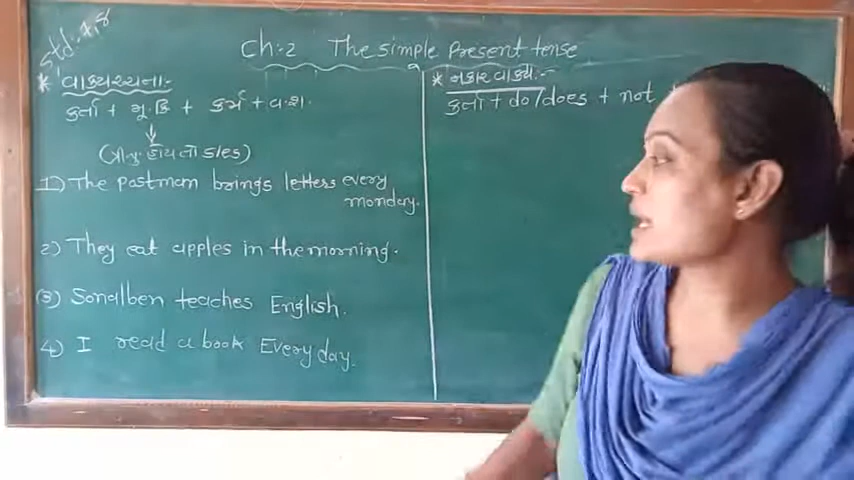 std:-7,8
Ch:-2 The simple Present tense
* વાક્યરચના:-
કર્તા + મૂ.ક્રિ + કર્મ + વ.શ.
(ત્રી.પુ. હોય તો s/es)
1) The Postman brings letters every
monday.
2) They eat apples in the morning.
(3) Sonalben teaches English.
4) I read a book Every day.
* નકાર વાક્ય:-
કર્તા + do/does + not